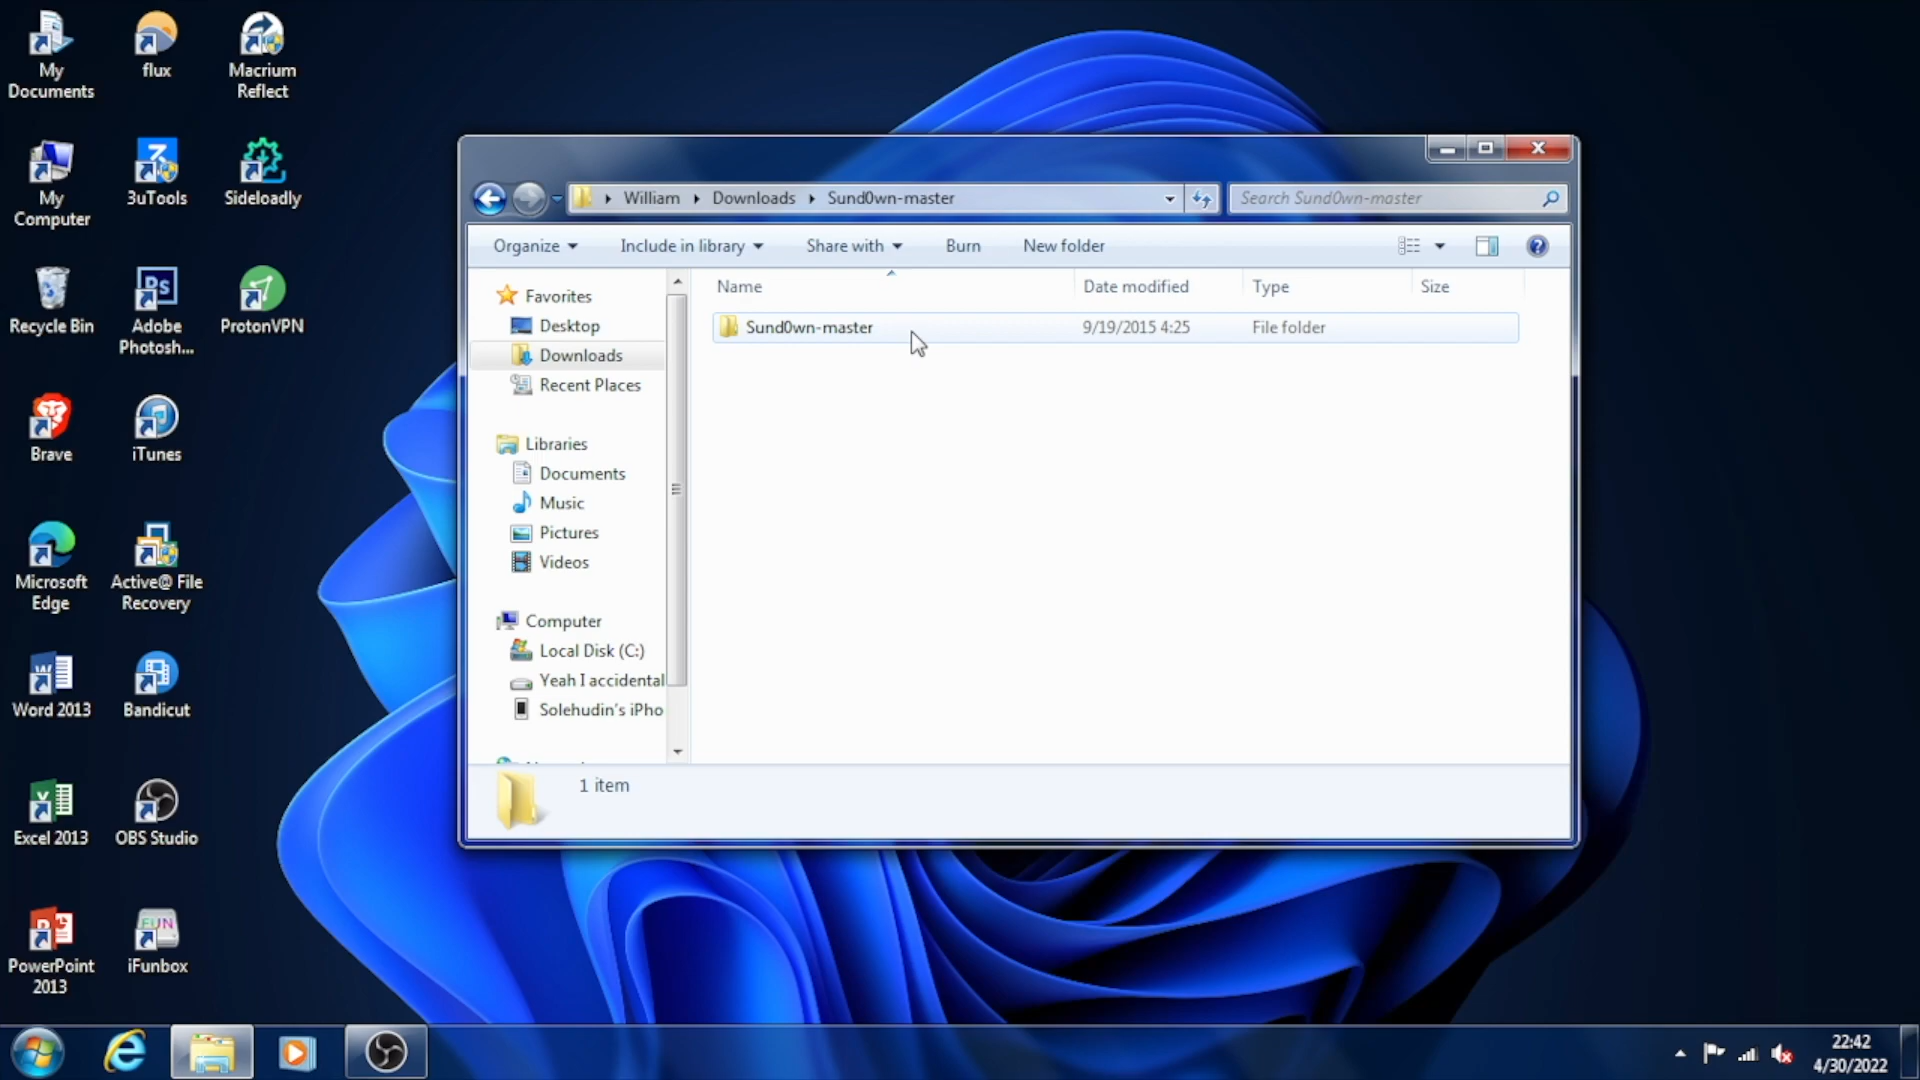 My
Documents
flux
Macrium
Reflect
My
Computer
3uTools
Sideloadly
Recycle Bin
Adobe
Photosh...
ProtonVPN
Brave
iTunes
Microsoft
Edge
Active@ File
Recovery
Word 2013
Bandicut
Excel 2013
OBS Studio
PowerPoint
2013
iFunbox
William
Downloads
Sund0wn-master
Search Sund0wn-master
Organize
Include in library
Share with
Burn
New folder
Favorites
Desktop
Downloads
Recent Places
Libraries
Documents
Music
Pictures
Videos
Computer
Local Disk (C:)
Yeah I accidental
Solehudin's iPho
Name
Date modified
Type
Size
Sund0wn-master
9/19/2015 4:25
File folder
1 item
22:42
4/30/2022